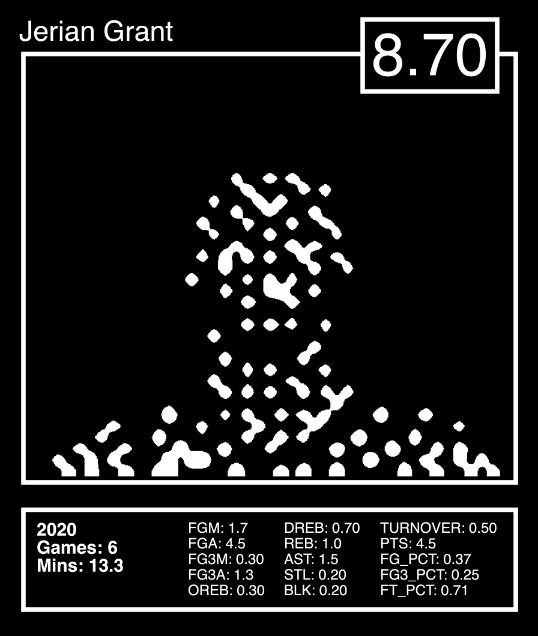 Jerian Grant
8.70
2020
Games: 6
Mins: 13.3
FGM: 1.7
FGA: 4.5
FG3M: 0.30
FG3A: 1.3
OREB: 0.30
DREB: 0.70
REB: 1.0
AST: 1.5
STL: 0.20
BLK: 0.20
TURNOVER: 0.50
PTS: 4.5
FG_PCT: 0.37
FG3_PCT: 0.25
FT_PCT: 0.71